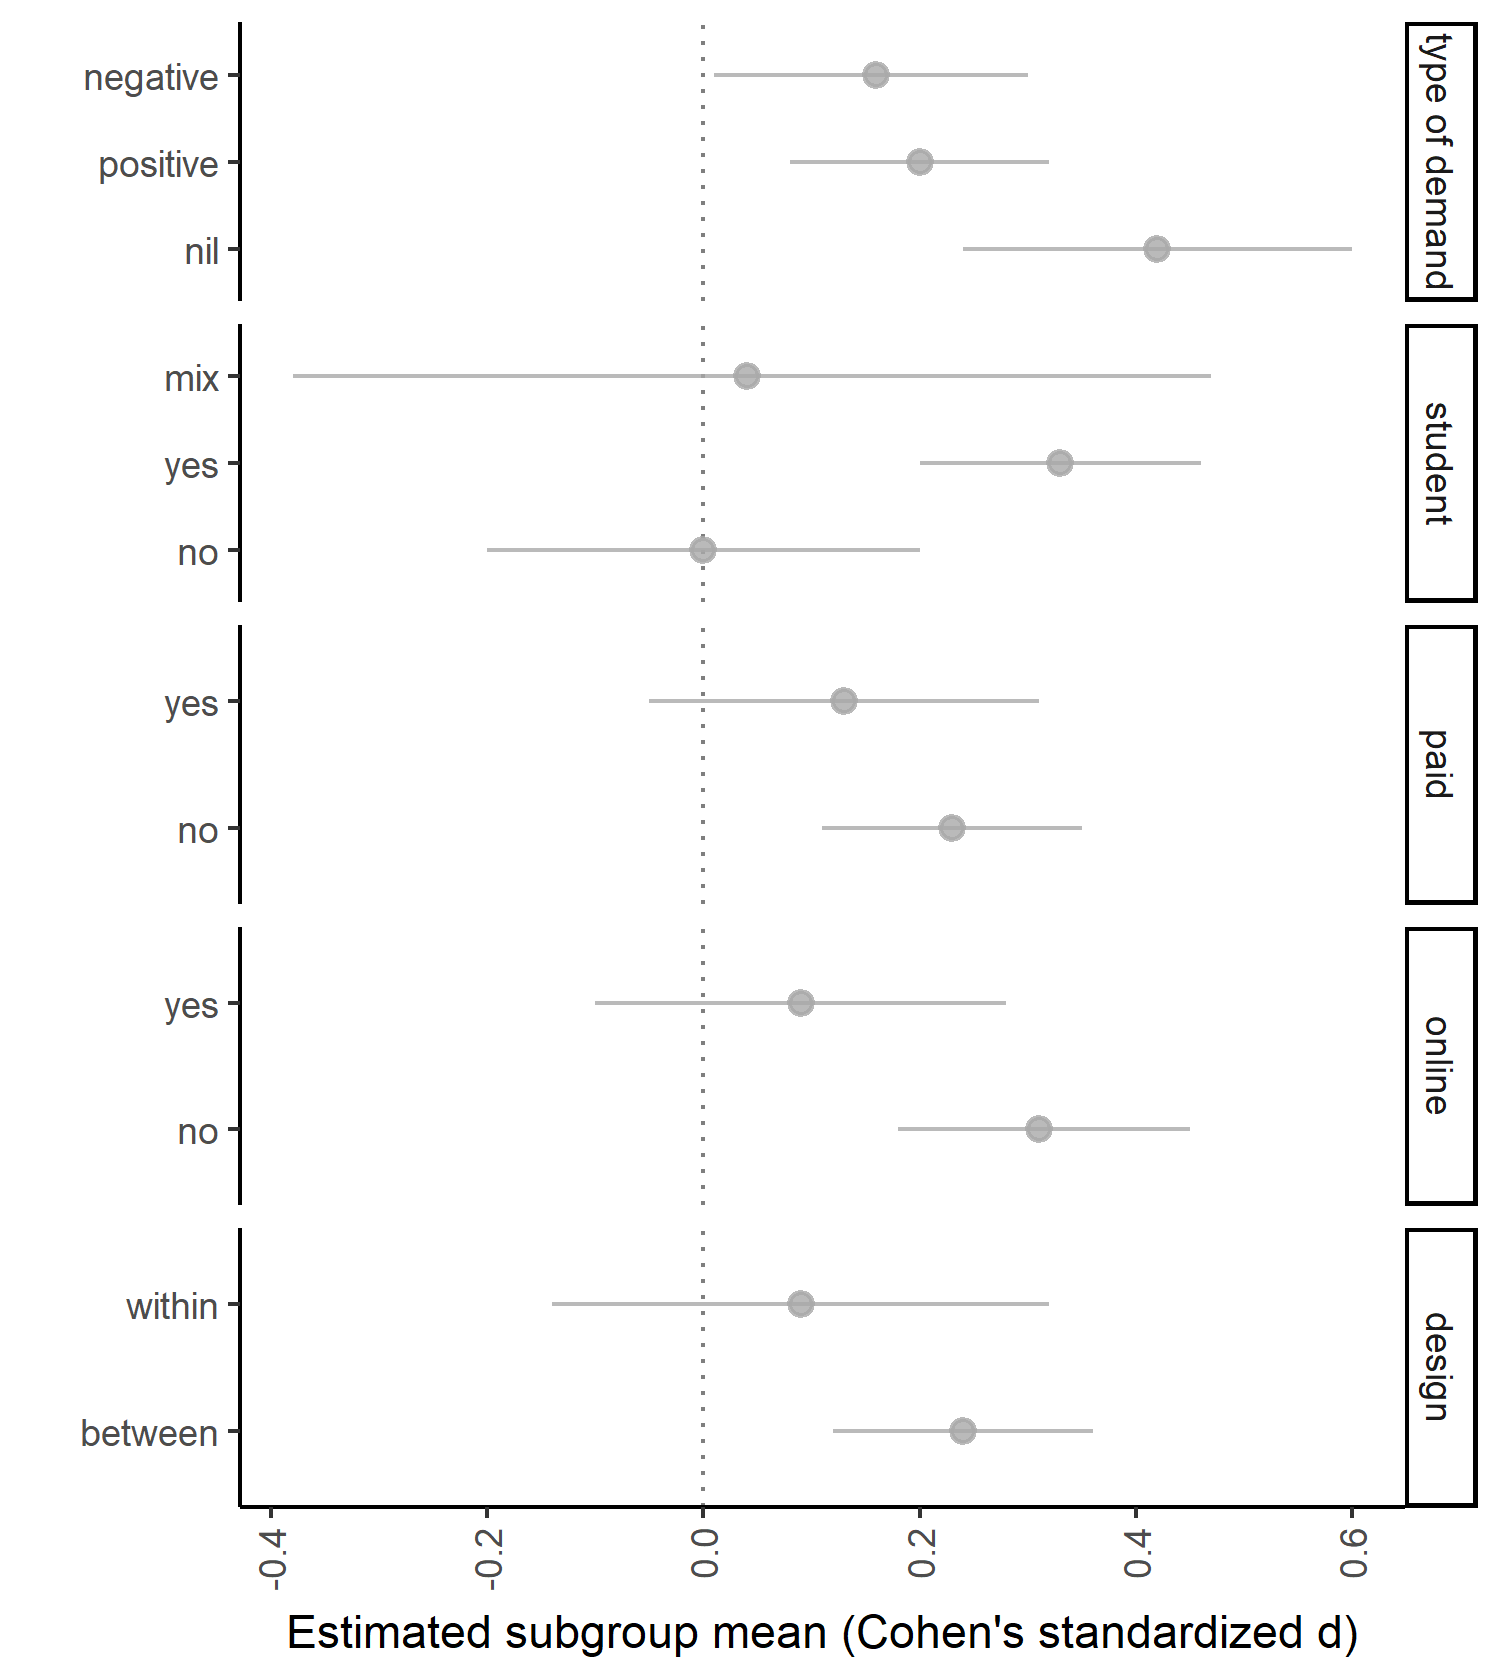 negative
positive
nil
type of demand
mix
yes
no
student
yes
no
paid
yes
no
online
within
between
design
-0.4
-0.2
0.0
0.2
0.4
0.6
Estimated subgroup mean (Cohen's standardized d)